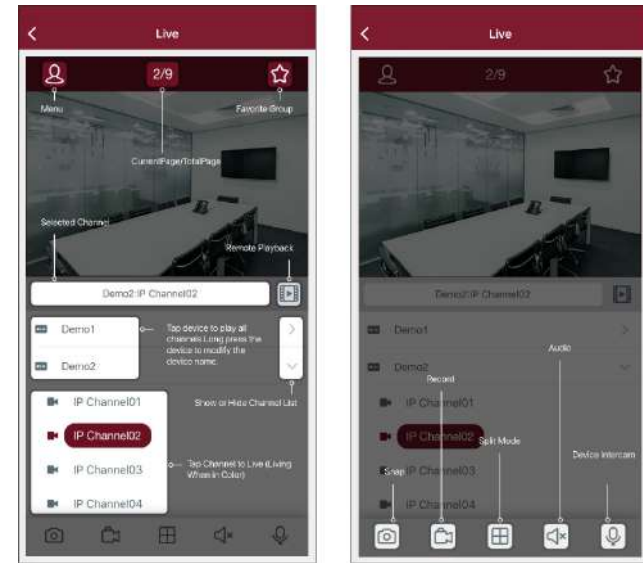 Live
2/9
Menu
Favorite Group
CurrentPage/TotalPage
Selected Channel
Remote Playback
Demo2:IP Channel02
Demo1
Tap device to play all
channels.Long press the
device to modify the
device name.
Demo2
IP Channel01
Show or Hide Channel List
IP Channel02
IP Channel03
Tap Channel to Live (Living
When in Color)
IP Channel04
Live
2/9
Demo2:IP Channel02
Demo1
Audio
Demo2
Record
IP Channel01
IP Channel02
Split Mode
Device Intercom
Snap
IP Channel03
IP Channel04